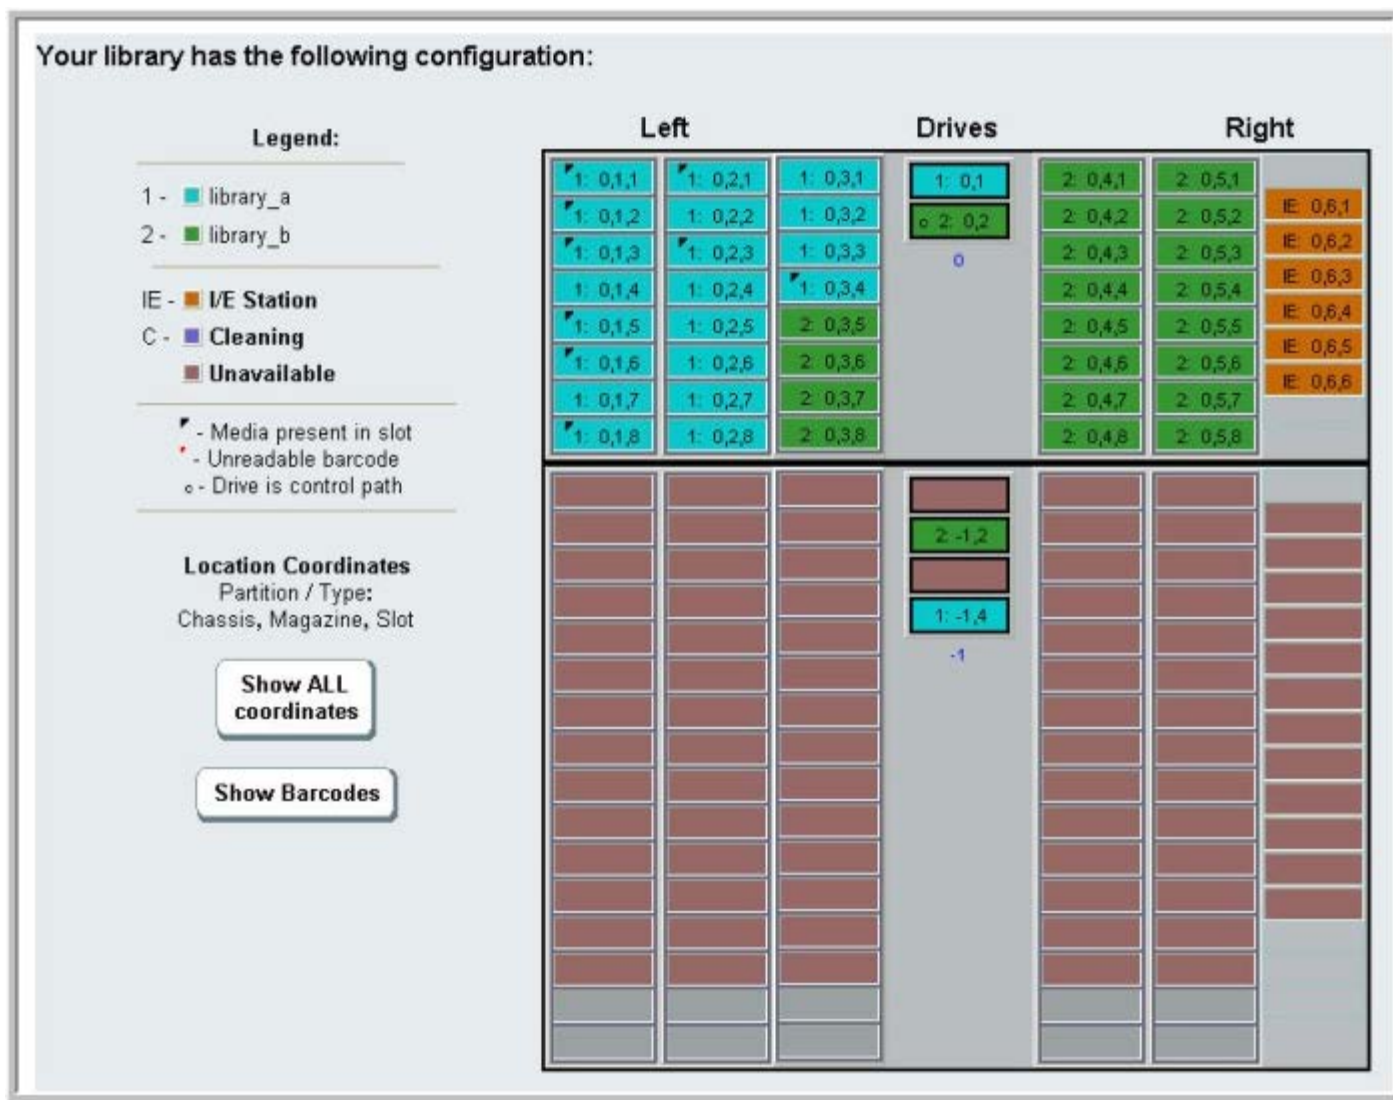 Your library has the following configuration:
Legend:
1 - library_a
2 - library_b
IE - I/E Station
C - Cleaning
Unavailable
- Media present in slot
- Unreadable barcode
o - Drive is control path
Location Coordinates
Partition / Type:
Chassis, Magazine, Slot
Show ALL
coordinates
Show Barcodes
Left Drives Right
1: 0,1,1 1: 0,2,1 1: 0,3,1 1: 0,1 2: 0,4,1 2: 0,5,1
IE: 0,6,1
1: 0,1,2 1: 0,2,2 1: 0,3,2 o 2: 0,2 2: 0,4,2 2: 0,5,2
IE: 0,6,2
1: 0,1,3 1: 0,2,3 1: 0,3,3 0 2: 0,4,3 2: 0,5,3
IE: 0,6,3
1: 0,1,4 1: 0,2,4 1: 0,3,4 2: 0,4,4 2: 0,5,4
IE: 0,6,4
1: 0,1,5 1: 0,2,5 2: 0,3,5 2: 0,4,5 2: 0,5,5
IE: 0,6,5
1: 0,1,6 1: 0,2,6 2: 0,3,6 2: 0,4,6 2: 0,5,6
IE: 0,6,6
1: 0,1,7 1: 0,2,7 2: 0,3,7 2: 0,4,7 2: 0,5,7
1: 0,1,8 1: 0,2,8 2: 0,3,8 2: 0,4,8 2: 0,5,8
2: -1,2
1: -1,4
-1